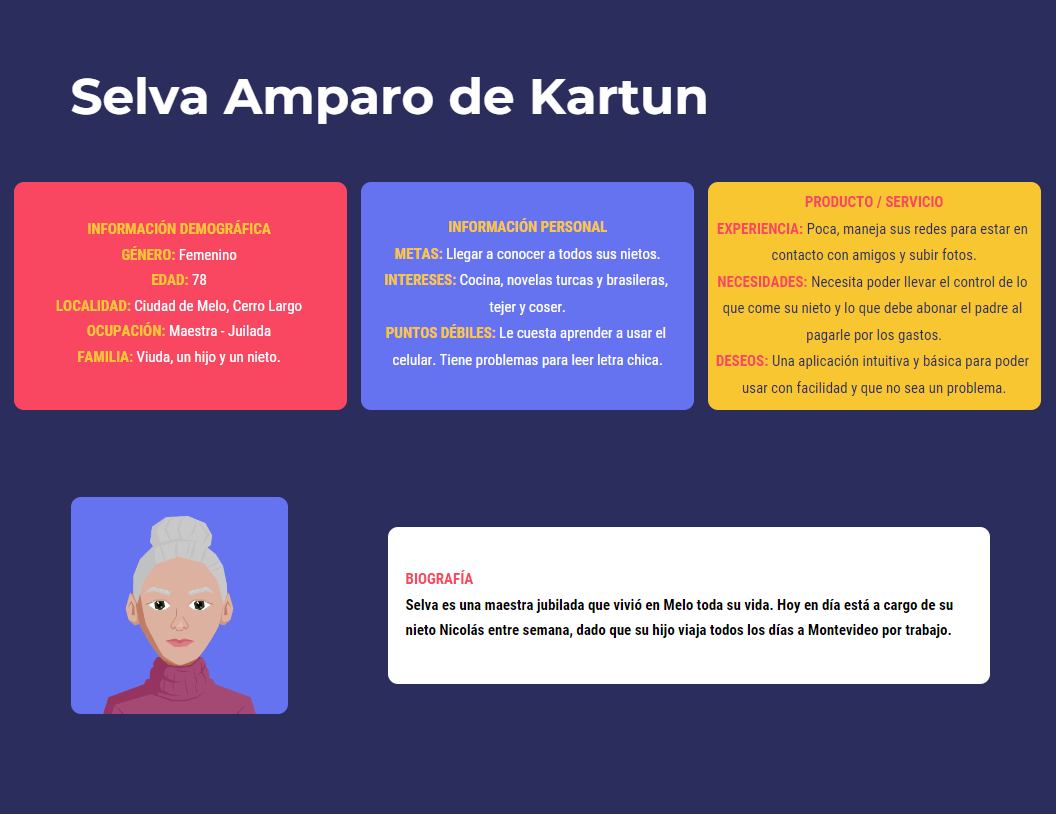 Selva Amparo de Kartun
INFORMACIÓN DEMOGRÁFICA
GÉNERO: Femenino
EDAD: 78
LOCALIDAD: Ciudad de Melo, Cerro Largo
OCUPACIÓN: Maestra - Juilada
FAMILIA: Viuda, un hijo y un nieto.
INFORMACIÓN PERSONAL
METAS: Llegar a conocer a todos sus nietos.
INTERESES: Cocina, novelas turcas y brasileras,
tejer y coser.
PUNTOS DÉBILES: Le cuesta aprender a usar el
celular. Tiene problemas para leer letra chica.
PRODUCTO / SERVICIO
EXPERIENCIA: Poca, maneja sus redes para estar en
contacto con amigos y subir fotos.
NECESIDADES: Necesita poder llevar el control de lo
que come su nieto y lo que debe abonar el padre al
pagarle por los gastos.
DESEOS: Una aplicación intuitiva y básica para poder
usar con facilidad y que no sea un problema.
BIOGRAFÍA
Selva es una maestra jubilada que vivió en Melo toda su vida. Hoy en día está a cargo de su
nieto Nicolás entre semana, dado que su hijo viaja todos los días a Montevideo por trabajo.